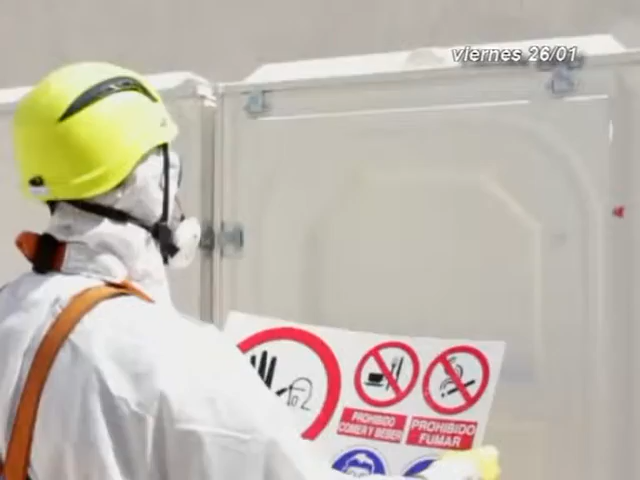 viernes 26/01
PROHIBIDO
COMER Y BEBER
PROHIBIDO
FUMAR